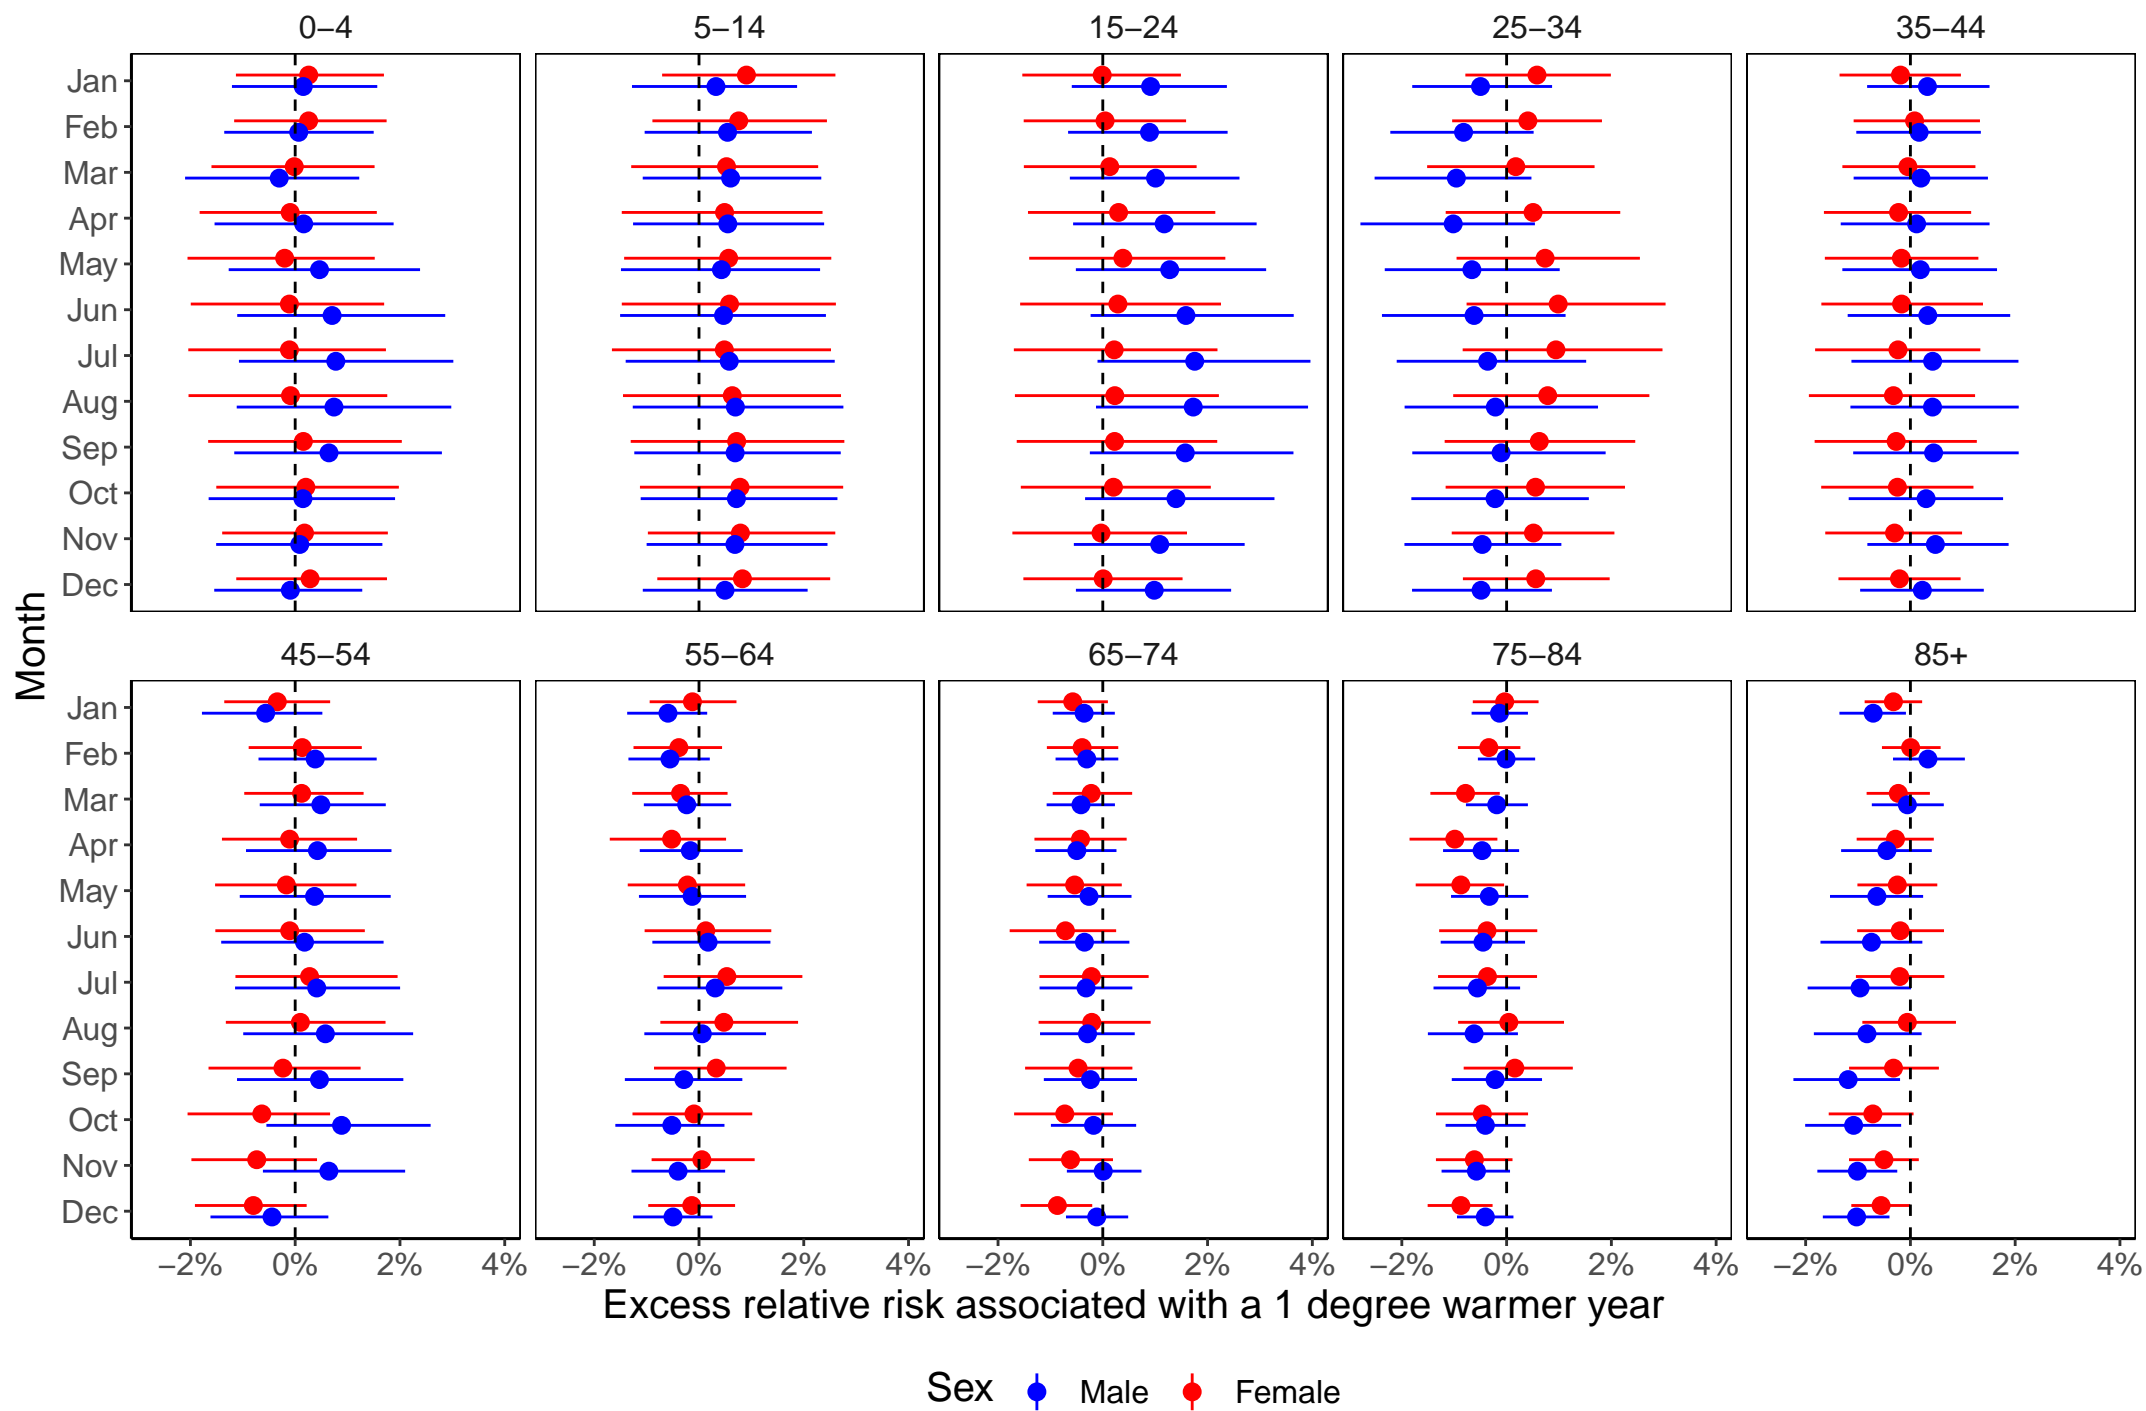 0−4 5−14 15−24 25−34 35−44
Jan
Feb
Mar
Apr
May
Jun
Jul
Aug
Sep
Oct
Nov
Dec
Month
45−54 55−64 65−74 75−84 85+
Jan
Feb
Mar
Apr
May
Jun
Jul
Aug
Sep
Oct
Nov
Dec
−2% 0% 2% 4% −2% 0% 2% 4% −2% 0% 2% 4% −2% 0% 2% 4% −2% 0% 2% 4%
Excess relative risk associated with a 1 degree warmer year
Sex Male Female